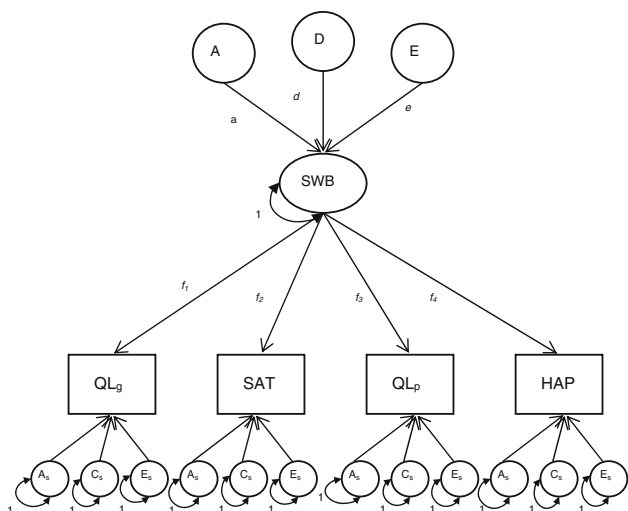 A D E
a d e
SWB
1
f1 f2 f3 f4
QLg SAT QLp HAP
As Cs Es As Cs Es As Cs Es As Cs Es
1 1 1 1 1 1 1 1 1 1 1 1